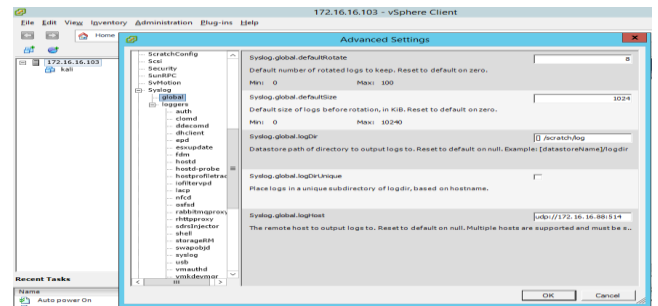 172.16.16.103 - vSphere Client
File Edit View Inventory Administration Plug-ins Help
Home
Advanced Settings
172.16.16.103
kali
ScratchConfig
Scsi
Security
SunRPC
SvMotion
Syslog
global
loggers
auth
clomd
ddecomd
dhclient
epd
esxupdate
fdm
hostd
hostd-probe
hostprofiletrac
iofiltervpd
lacp
nfcd
osfsd
rabbitmqproxy
rhttpproxy
sdrsInjector
shell
storageRM
swapobjd
syslog
usb
vmauthd
vmkdevmgr
Syslog.global.defaultRotate 8
Default number of rotated logs to keep. Reset to default on zero.
Min: 0 Max: 100
Syslog.global.defaultSize 1024
Default size of logs before rotation, in KiB. Reset to default on zero.
Min: 0 Max: 10240
Syslog.global.logDir [] /scratch/log
Datastore path of directory to output logs to. Reset to default on null. Example: [datastoreName]/logdir
Syslog.global.logDirUnique
Place logs in a unique subdirectory of logdir, based on hostname.
Syslog.global.logHost udp://172.16.16.88:514
The remote host to output logs to. Reset to default on null. Multiple hosts are supported and must be s..
OK Cancel
Recent Tasks
Name
Auto power On